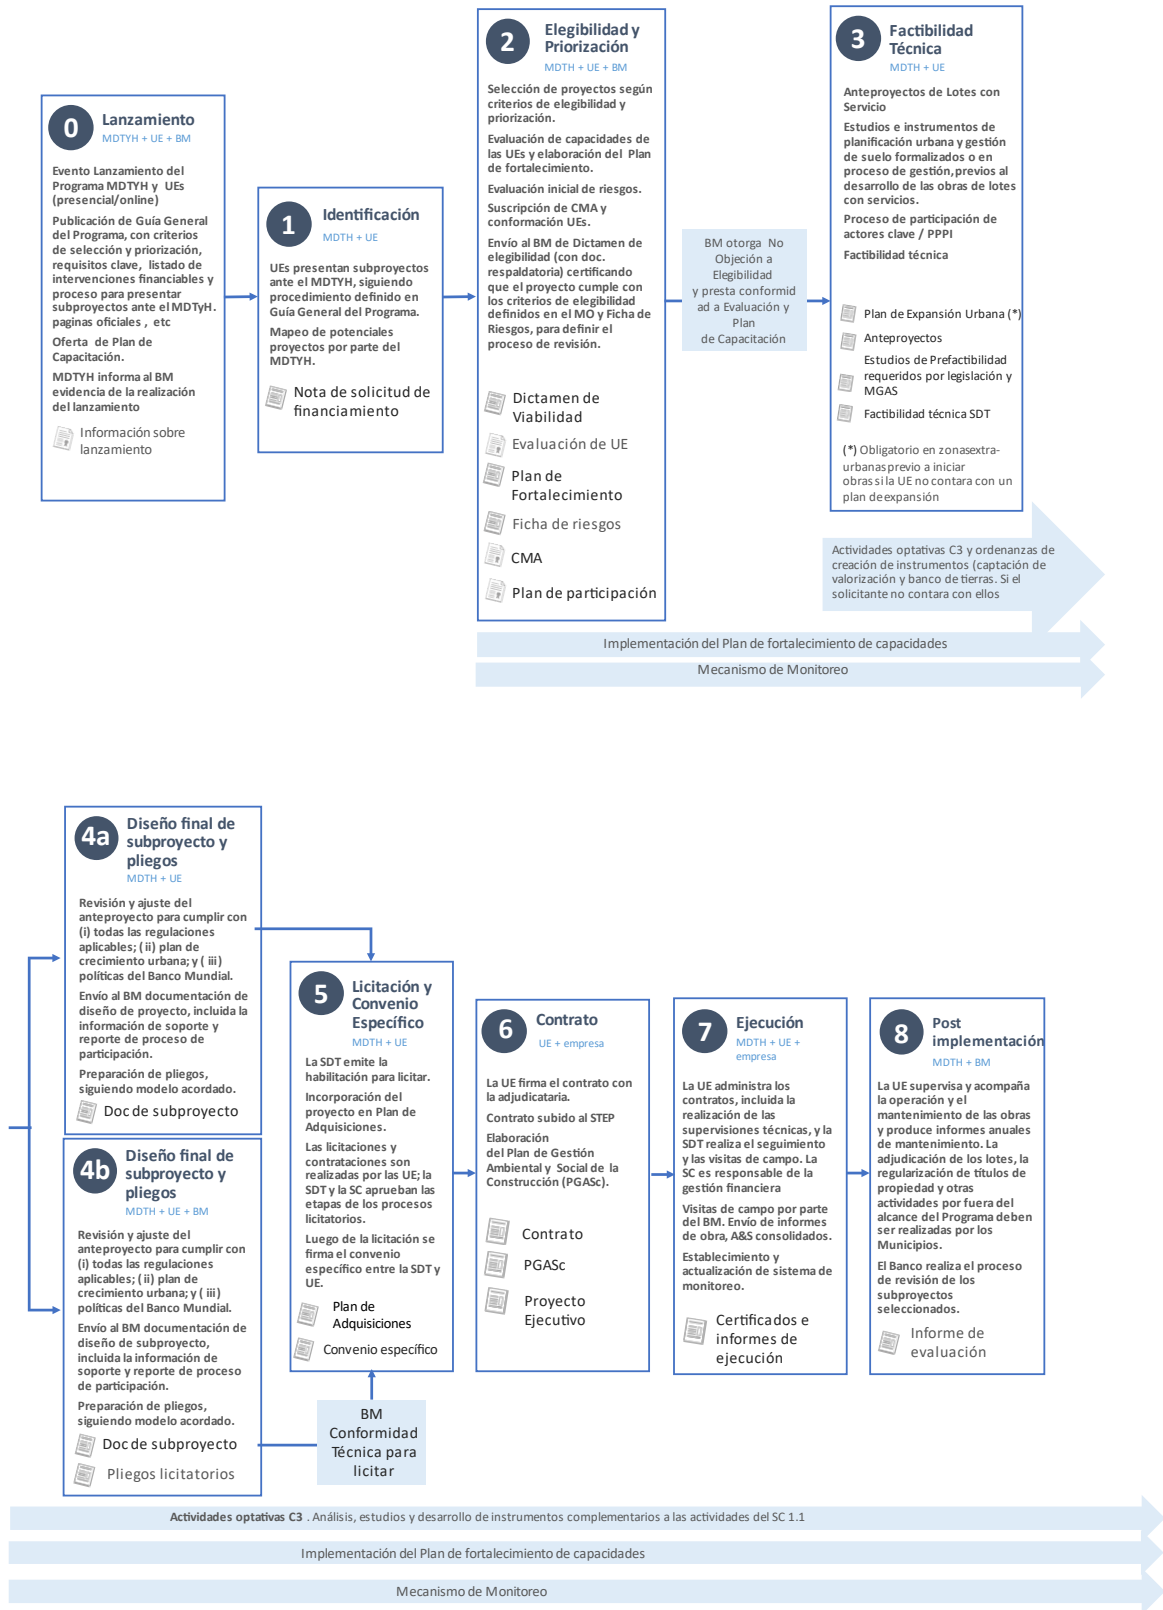 0
Lanzamiento
MDTYH + UE + BM
Evento Lanzamiento del
Programa MDTYH y UEs
(presencial/online)
Publicación de Guía General
del Programa, con criterios
de selección y priorización,
requisitos clave, listado de
intervenciones financiables y
proceso para presentar
subproyectos ante el MDTyH.
paginas oficiales , etc
Oferta de Plan de
Capacitación.
MDTYH informa al BM
evidencia de la realización
del lanzamiento
Información sobre
lanzamiento
1
Identificación
MDTH + UE
UEs presentan subproyectos
ante el MDTYH, siguiendo
procedimiento definido en
Guía General del Programa.
Mapeo de potenciales
proyectos por parte del
MDTYH.
Nota de solicitud de
financiamiento
2
Elegibilidad y
Priorización
MDTH + UE + BM
Selección de proyectos según
criterios de elegibilidad y
priorización.
Evaluación de capacidades de
las UEs y elaboración del Plan
de fortalecimiento.
Evaluación inicial de riesgos.
Suscripción de CMA y
conformación UEs.
Envío al BM de Dictamen de
elegibilidad (con doc.
respaldatoria) certificando
que el proyecto cumple con
los criterios de elegibilidad
definidos en el MO y Ficha de
Riesgos, para definir el
proceso de revisión.
Dictamen de
Viabilidad
Evaluación de UE
Plan de
Fortalecimiento
Ficha de riesgos
CMA
Plan de participación
BM otorga No
Objeción a
Elegibilidad
y presta conformid
ad a Evaluación y
Plan
de Capacitación
3
Factibilidad
Técnica
MDTH + UE
Anteproyectos de Lotes con
Servicio
Estudios e instrumentos de
planificación urbana y gestión
de suelo formalizados o en
proceso de gestión, previos al
desarrollo de las obras de lotes
con servicios.
Proceso de participación de
actores clave / PPPI
Factibilidad técnica
Plan de Expansión Urbana (*)
Anteproyectos
Estudios de Prefactibilidad
requeridos por legislación y
MGAS
Factibilidad técnica SDT
(*) Obligatorio en zonasextra-
urbanas previo a iniciar
obras si la UE no contara con un
plan de expansión
Actividades optativas C3 y ordenanzas de
creación de instrumentos (captación de
valorización y banco de tierras. Si el
solicitante no contara con ellos
Implementación del Plan de fortalecimiento de capacidades
Mecanismo de Monitoreo
4a
Diseño final de
subproyecto y
pliegos
MDTH + UE
Revisión y ajuste del
anteproyecto para cumplir con
(i) todas las regulaciones
aplicables; (ii) plan de
crecimiento urbana; y ( iii)
políticas del Banco Mundial.
Envío al BM documentación de
diseño de proyecto, incluida la
información de soporte y
reporte de proceso de
participación.
Preparación de pliegos,
siguiendo modelo acordado.
Doc de subproyecto
4b
Diseño final de
subproyecto y
pliegos
MDTH + UE + BM
Revisión y ajuste del
anteproyecto para cumplir con
(i) todas las regulaciones
aplicables; (ii) plan de
crecimiento urbana; y ( iii)
políticas del Banco Mundial.
Envío al BM documentación de
diseño de subproyecto,
incluida la información de
soporte y reporte de proceso
de participación.
Preparación de pliegos,
siguiendo modelo acordado.
Doc de subproyecto
Pliegos licitatorios
5
Licitación y
Convenio
Específico
MDTH + UE
La SDT emite la
habilitación para licitar.
Incorporación del
proyecto en Plan de
Adquisiciones.
Las licitaciones y
contrataciones son
realizadas por las UE; la
SDT y la SC aprueban las
etapas de los procesos
licitatorios.
Luego de la licitación se
firma el convenio
específico entre la SDT y
UE.
Plan de
Adquisiciones
Convenio específico
BM
Conformidad
Técnica para
licitar
6
Contrato
UE + empresa
La UE firma el contrato con
la adjudicataria.
Contrato subido al STEP
Elaboración
del Plan de Gestión
Ambiental y Social de la
Construcción (PGASc).
Contrato
PGASc
Proyecto
Ejecutivo
7
Ejecución
MDTH + UE +
empresa
La UE administra los
contratos, incluida la
realización de las
supervisiones técnicas, y la
SDT realiza el seguimiento
y las visitas de campo. La
SC es responsable de la
gestión financiera
Visitas de campo por parte
del BM. Envío de informes
de obra, A&S consolidados.
Establecimiento y
actualización de sistema de
monitoreo.
Certificados e
informes de
ejecución
8
Post
implementación
MDTH + BM
La UE supervisa y acompaña
la operación y el
mantenimiento de las obras
y produce informes anuales
de mantenimiento. La
adjudicación de los lotes, la
regularización de títulos de
propiedad y otras
actividades por fuera del
alcance del Programa deben
ser realizadas por los
Municipios.
El Banco realiza el proceso
de revisión de los
subproyectos
seleccionados.
Informe de
evaluación
Actividades optativas C3 . Análisis, estudios y desarrollo de instrumentos complementarios a las actividades del SC 1.1
Implementación del Plan de fortalecimiento de capacidades
Mecanismo de Monitoreo